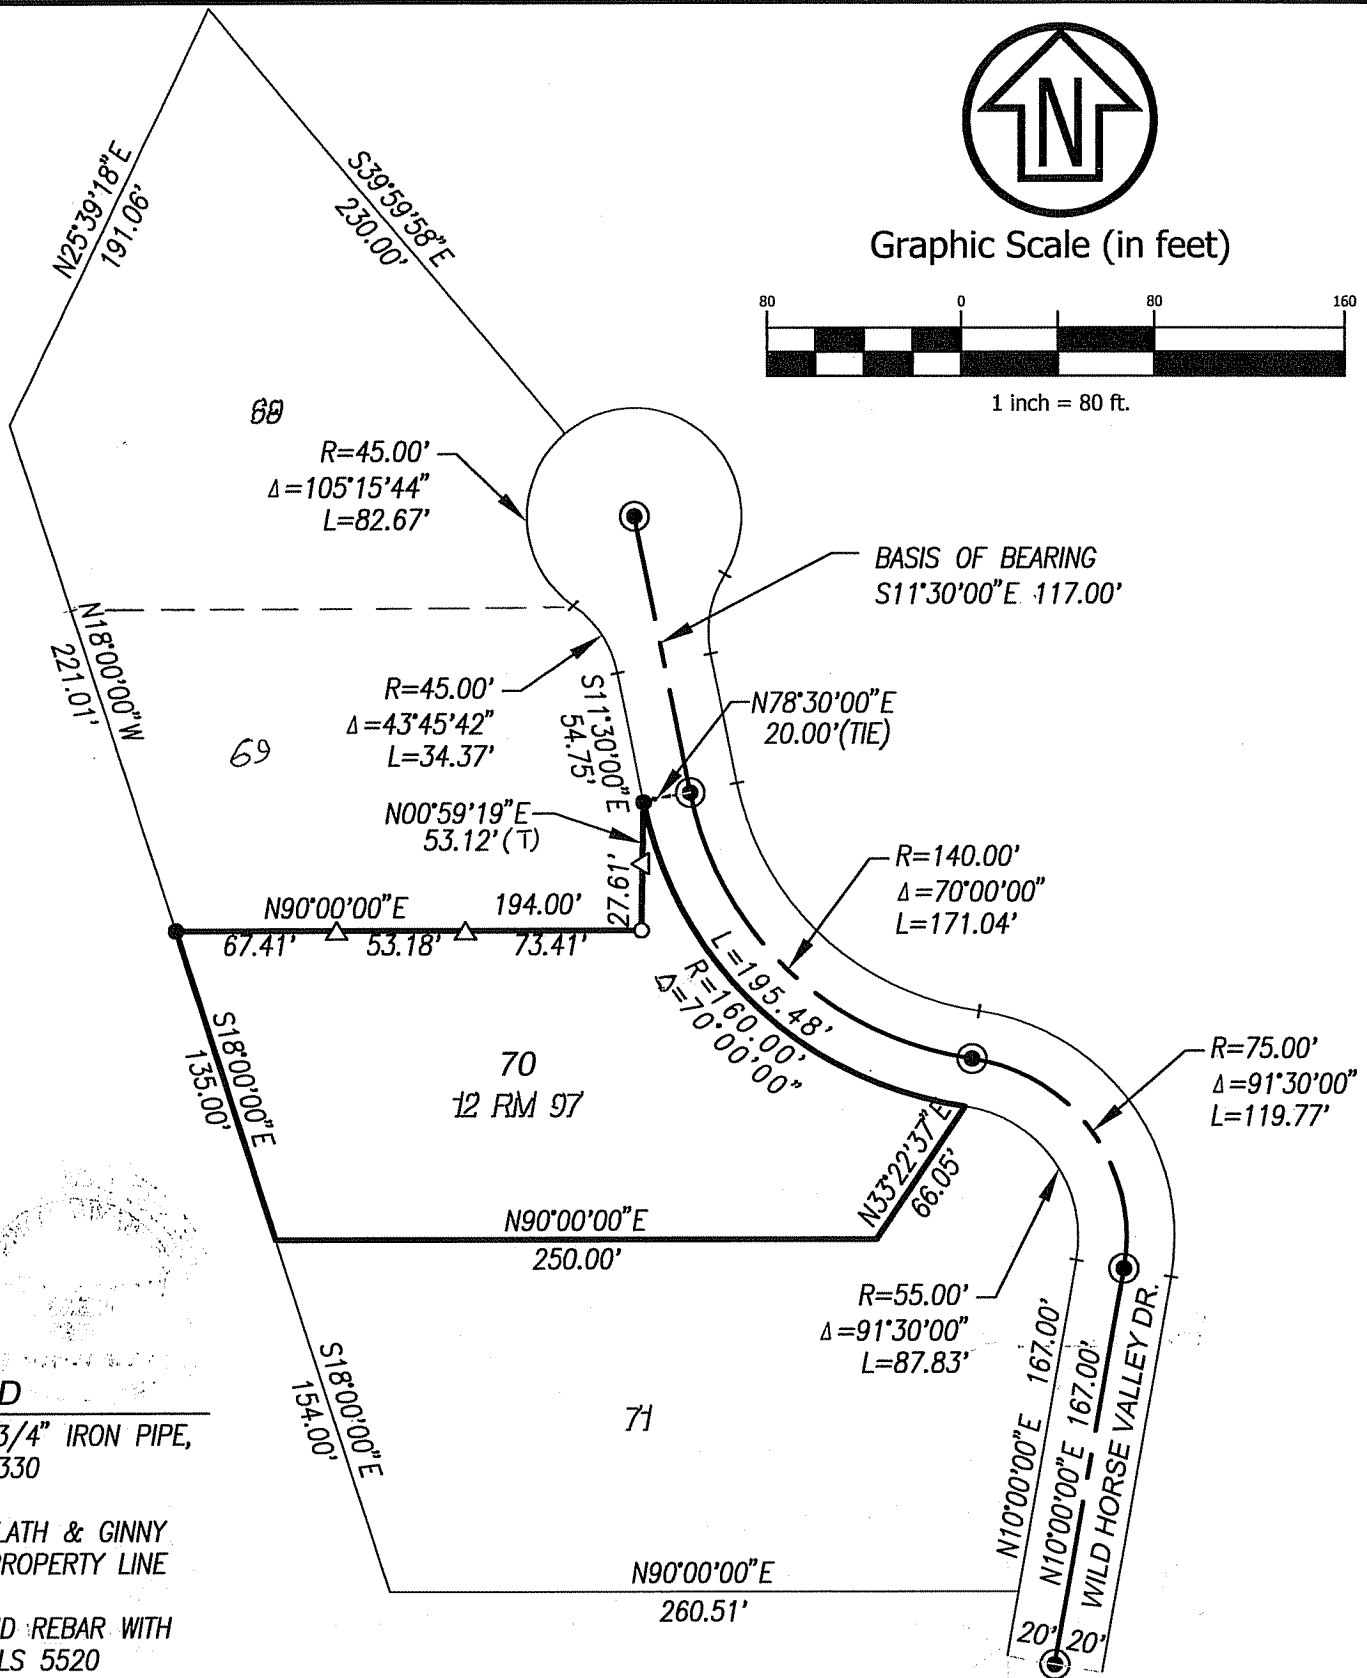 N
Graphic Scale (in feet)
80 0 80 160
1 inch = 80 ft.
N25°39'18"E
191.06'
S39°59'58"E
230.00'
68
R=45.00'
Δ=105°15'44"
L=82.67'
BASIS OF BEARING
S11°30'00"E 117.00'
N18°00'00"W
221.01'
R=45.00'
Δ=43°45'42"
L=34.37'
S11°30'00"E
54.75'
N78°30'00"E
20.00'(TIE)
69
N00°59'19"E
53.12'(T)
27.61'
R=140.00'
Δ=70°00'00"
L=171.04'
N90°00'00"E 194.00'
67.41' 53.18' 73.41'
L=195.48'
R=160.00'
Δ=70°00'00"
S18°00'00"E
135.00'
70
12 RM 97
R=75.00'
Δ=91°30'00"
L=119.77'
N33°22'37"E
66.05'
N90°00'00"E
250.00'
R=55.00'
Δ=91°30'00"
L=87.83'
S18°00'00"E
154.00'
71
N10°00'00"E 167.00'
N10°00'00"E 167.00'
WILD HORSE VALLEY DR.
N90°00'00"E
260.51'
20' 20'
D
3/4" IRON PIPE,
330
LATH & GINNY
PROPERTY LINE
D REBAR WITH
LS 5520